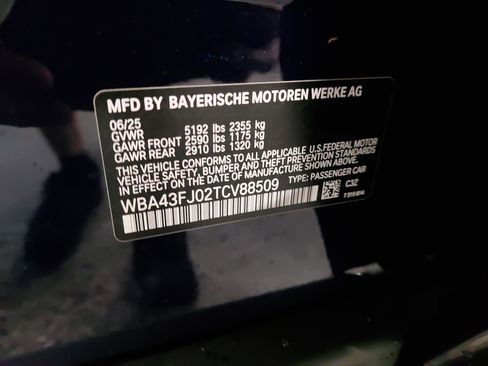 MFD BY BAYERISCHE MOTOREN WERKE AG
06/25
GVWR 5192 lbs 2355 kg
GAWR FRONT 2590 lbs 1175 kg
GAWR REAR 2910 lbs 1320 kg
THIS VEHICLE CONFORMS TO ALL APPLICABLE U.S. FEDERAL MOTOR
VEHICLE SAFETY, BUMPER, AND THEFT PREVENTION STANDARDS
IN EFFECT ON THE DATE OF MANUFACTURE SHOWN ABOVE.
WBA43FJ02TCV88509 TYPE: PASSENGER CAR
C3Z